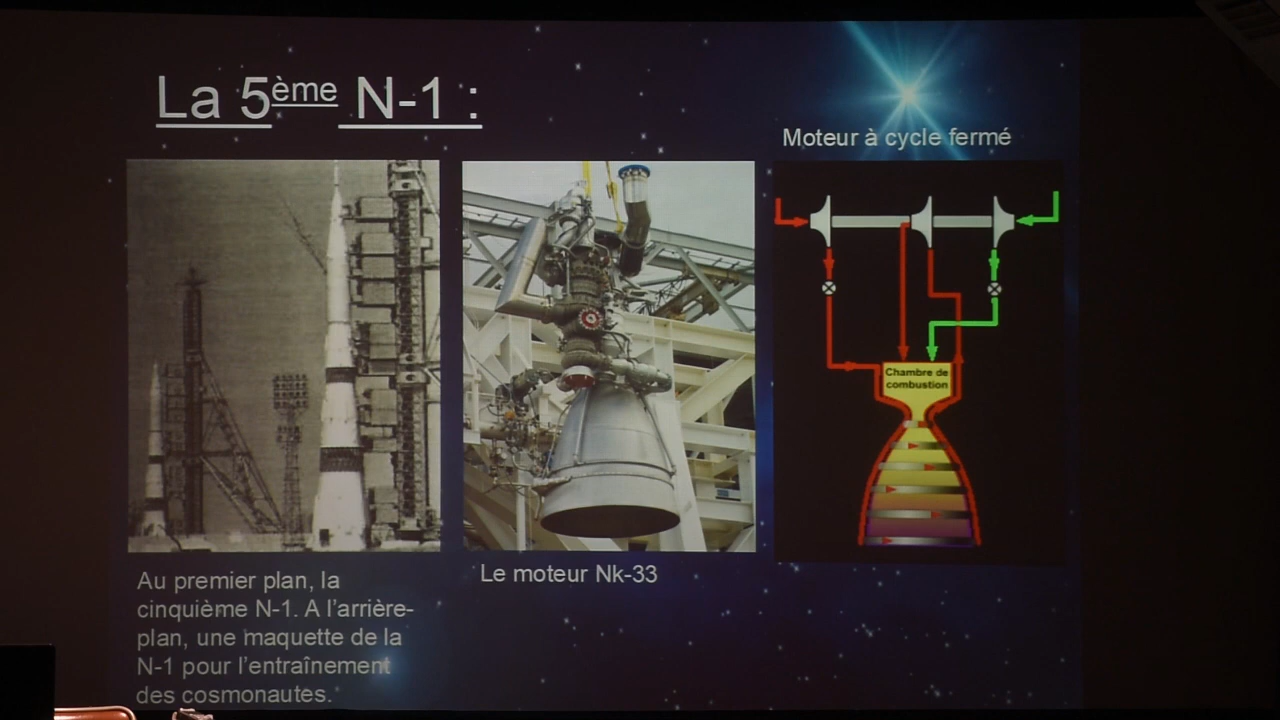 La 5ème N-1 :
Moteur à cycle fermé
Chambre de
combustion
Le moteur Nk-33
Au premier plan, la
cinquième N-1. A l'arrière-
plan, une maquette de la
N-1 pour l'entraînement
des cosmonautes.